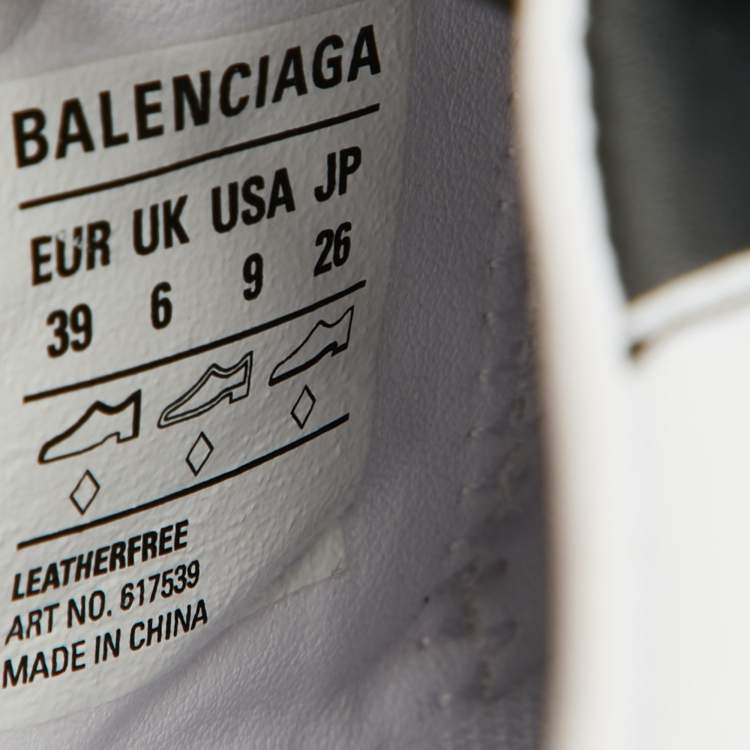 BALENCIAGA
EUR UK USA JP
39 6 9 26
LEATHERFREE
ART NO. 617539
MADE IN CHINA